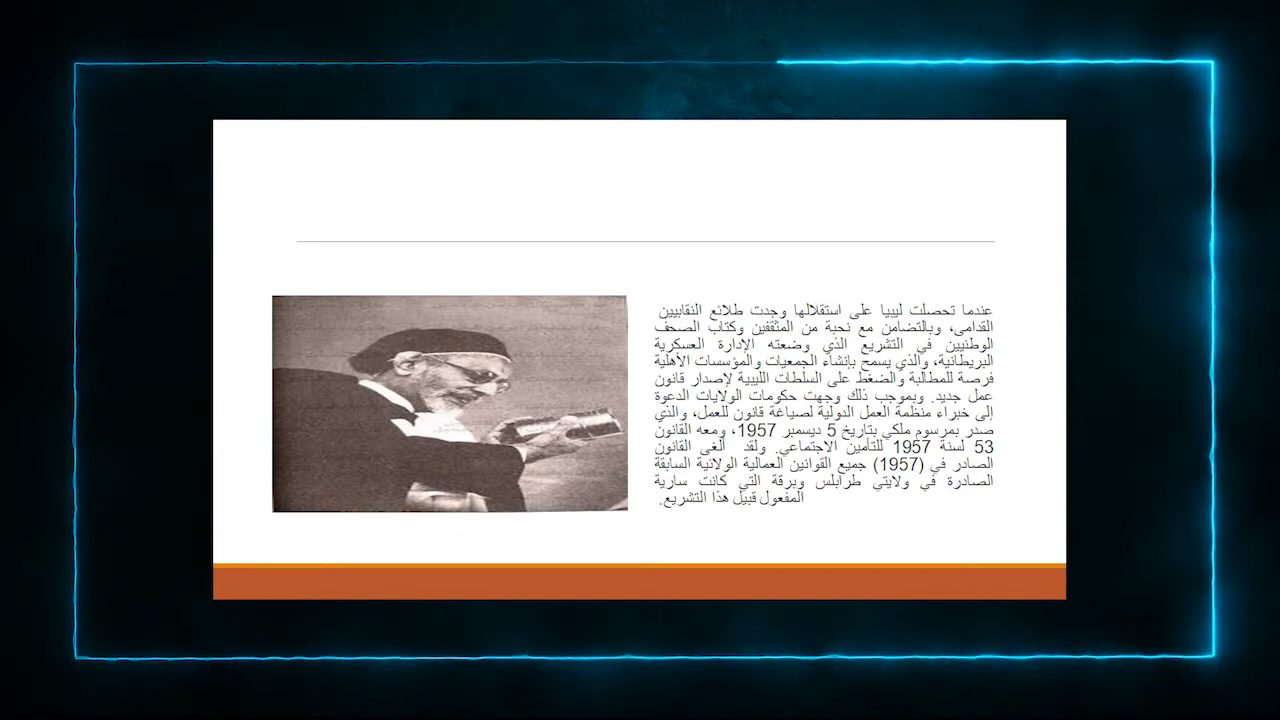 عندما تحصلت ليبيا على استقلالها وجدت طلائع النقابيين
القدامى، وبالتضامن مع نخبة من المثقفين وكتاب الصحف
الوطنيين في التشريع الذي وضعته الإدارة العسكرية
البريطانية، والذي يسمح بإنشاء الجمعيات والمؤسسات الأهلية
فرصة للمطالبة والضغط على السلطات الليبية لإصدار قانون
عمل جديد. وبموجب ذلك وجهت حكومات الولايات الدعوة
إلى خبراء منظمة العمل الدولية لصياغة قانون للعمل، والذي
صدر بمرسوم ملكي بتاريخ 5 ديسمبر 1957، ومعه القانون
53 لسنة 1957 للتأمين الاجتماعي. ولقد ألغى القانون
الصادر في (1957) جميع القوانين العمالية الولائية السابقة
الصادرة في ولايتي طرابلس وبرقة التي كانت سارية
المفعول قبيل هذا التشريع.